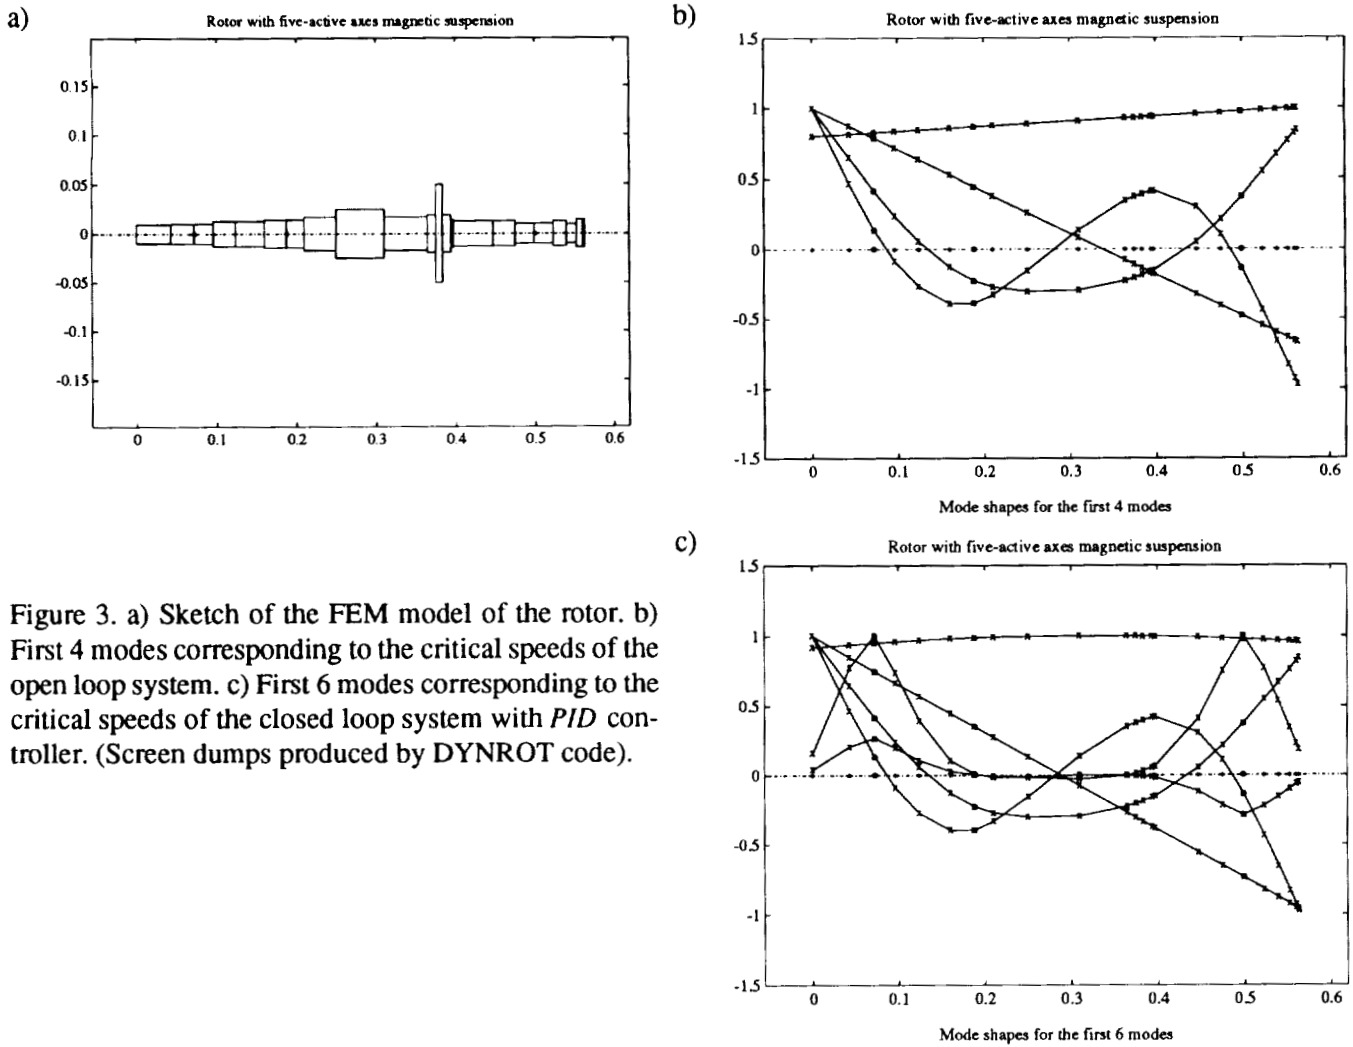 a)
Rotor with five-active axes magnetic suspension
0.15
0.1
0.05
0
-0.05
-0.1
-0.15
0 0.1 0.2 0.3 0.4 0.5 0.6
b)
Rotor with five-active axes magnetic suspension
1.5
1
0.5
0
-0.5
-1
-1.5
0 0.1 0.2 0.3 0.4 0.5 0.6
Mode shapes for the first 4 modes
c)
Rotor with five-active axes magnetic suspension
1.5
1
0.5
0
-0.5
-1
-1.5
0 0.1 0.2 0.3 0.4 0.5 0.6
Mode shapes for the first 6 modes
Figure 3. a) Sketch of the FEM model of the rotor. b)
First 4 modes corresponding to the critical speeds of the
open loop system. c) First 6 modes corresponding to the
critical speeds of the closed loop system with PID con-
troller. (Screen dumps produced by DYNROT code).